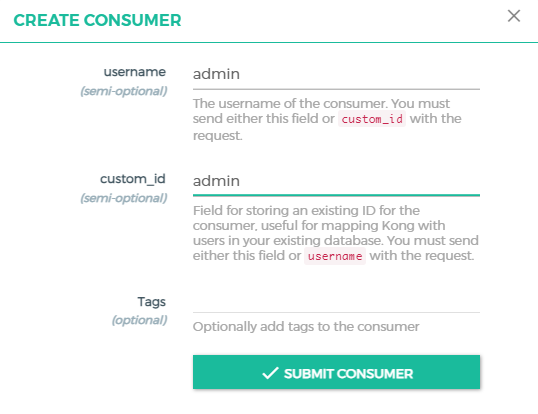 CREATE CONSUMER
username
(semi-optional)
admin
The username of the consumer. You must
send either this field or custom_id with the
request.
custom_id
(semi-optional)
admin
Field for storing an existing ID for the
consumer, useful for mapping Kong with
users in your existing database. You must send
either this field or username with the request.
Tags
(optional)
Optionally add tags to the consumer
SUBMIT CONSUMER